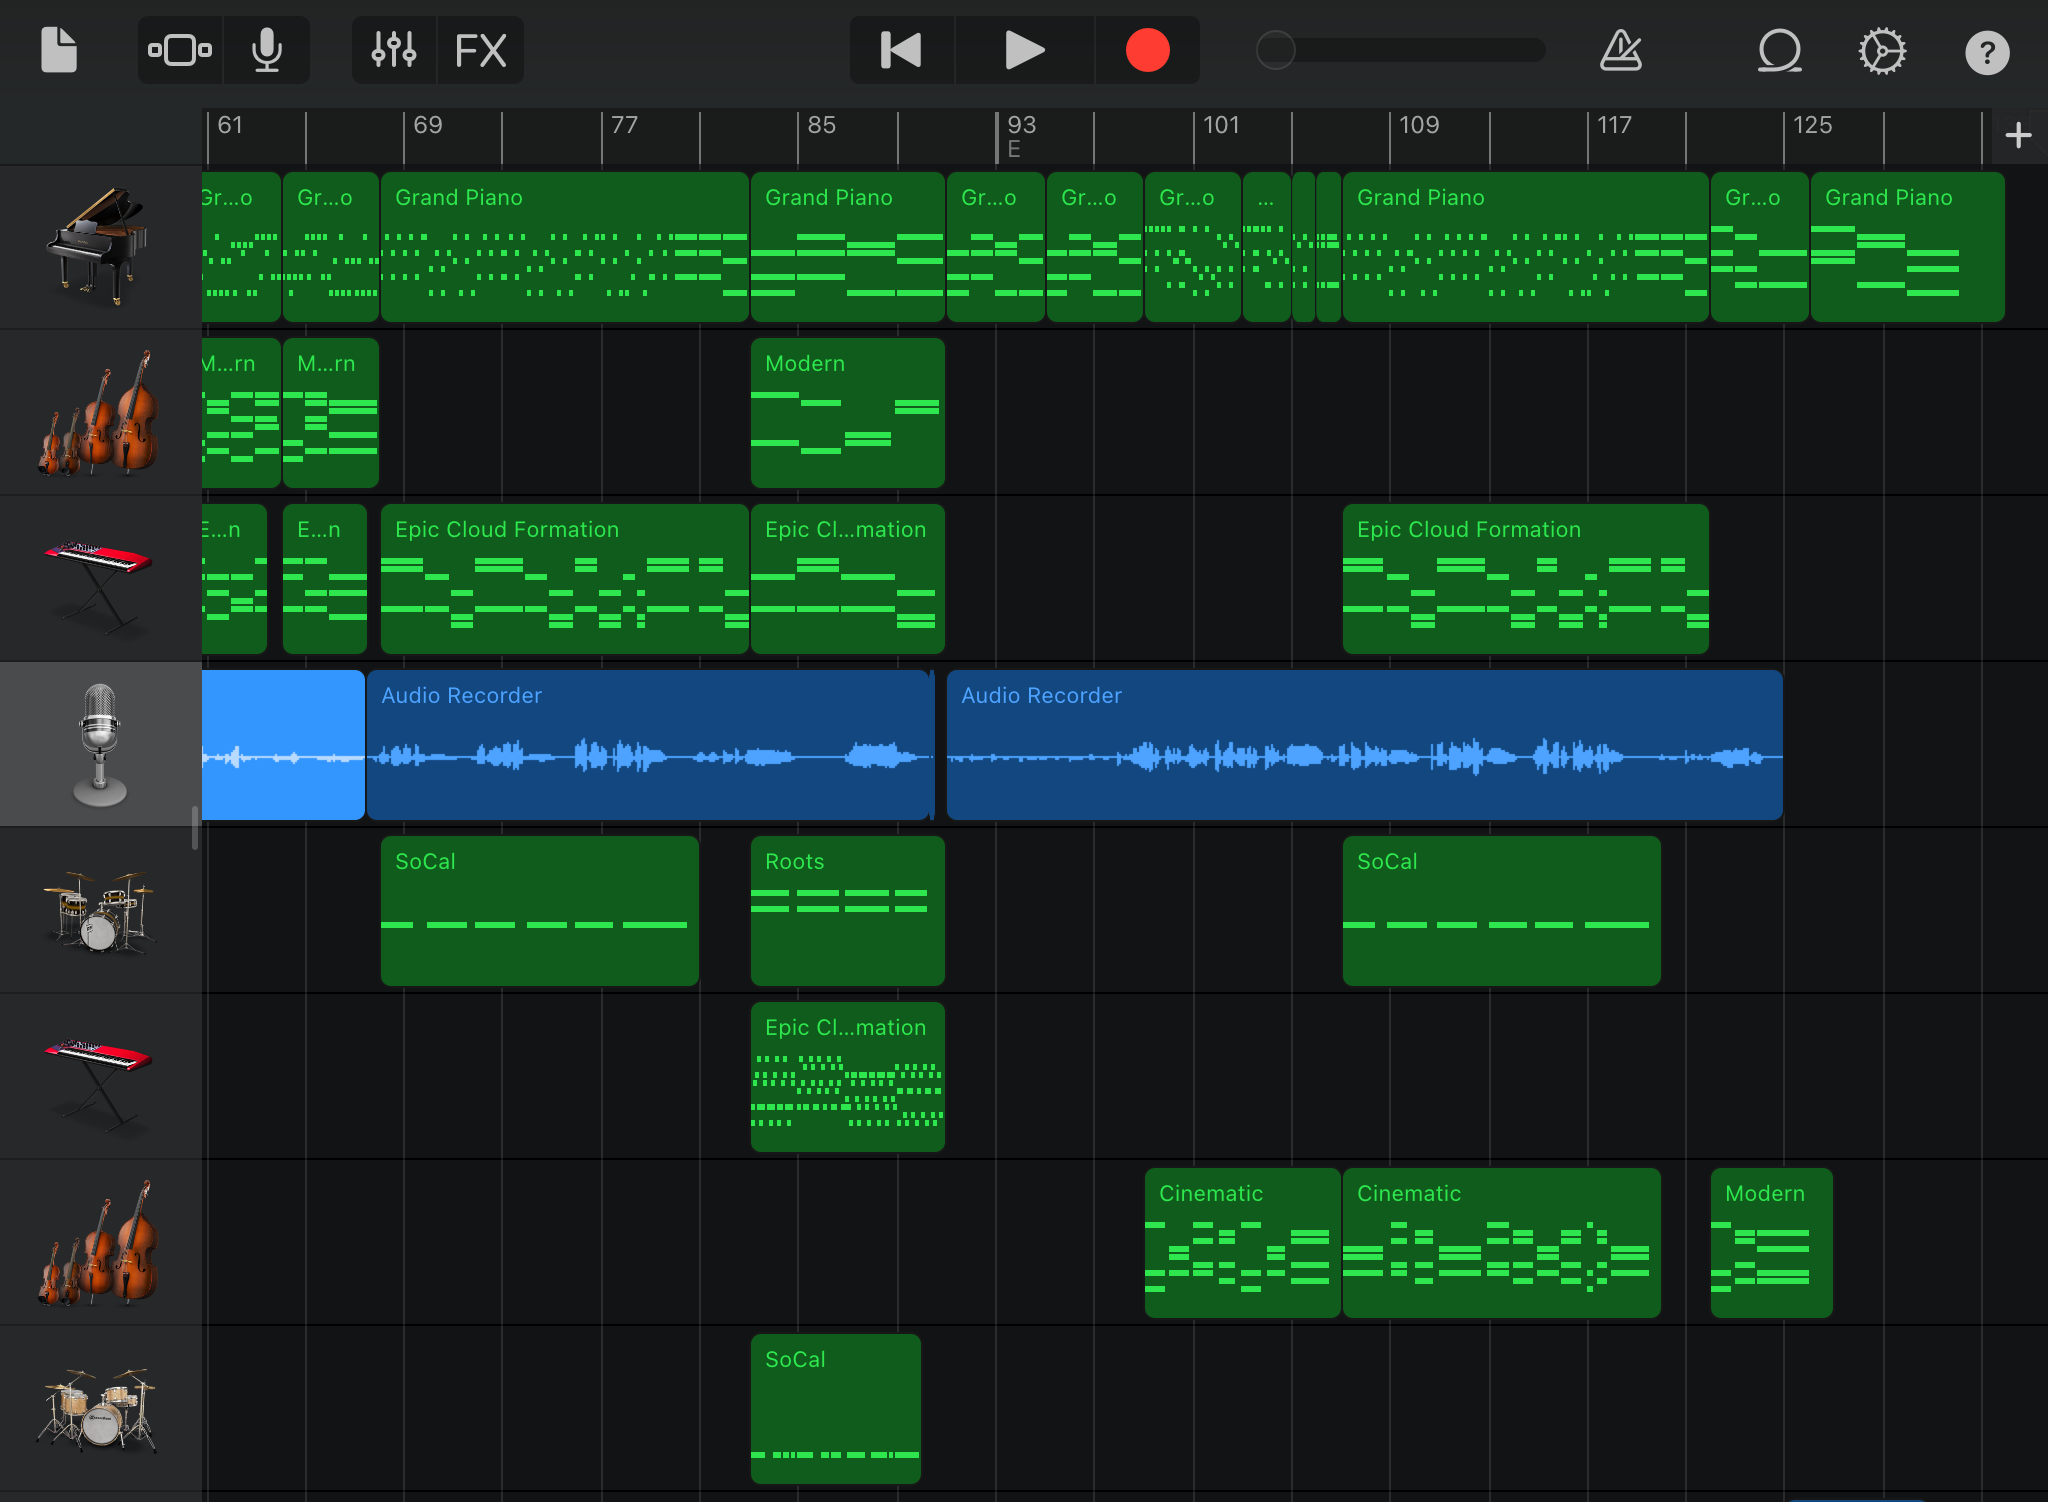 FX
?
61 69 77 85 93 101 109 117 125 +
E
Gr...o Gr...o Grand Piano Grand Piano Gr...o Gr...o Gr...o ... Grand Piano Gr...o Grand Piano
M...rn M...rn Modern
E...n E...n Epic Cloud Formation Epic Cl...mation Epic Cloud Formation
Audio Recorder Audio Recorder
SoCal Roots SoCal
Epic Cl...mation
Cinematic Cinematic Modern
SoCal